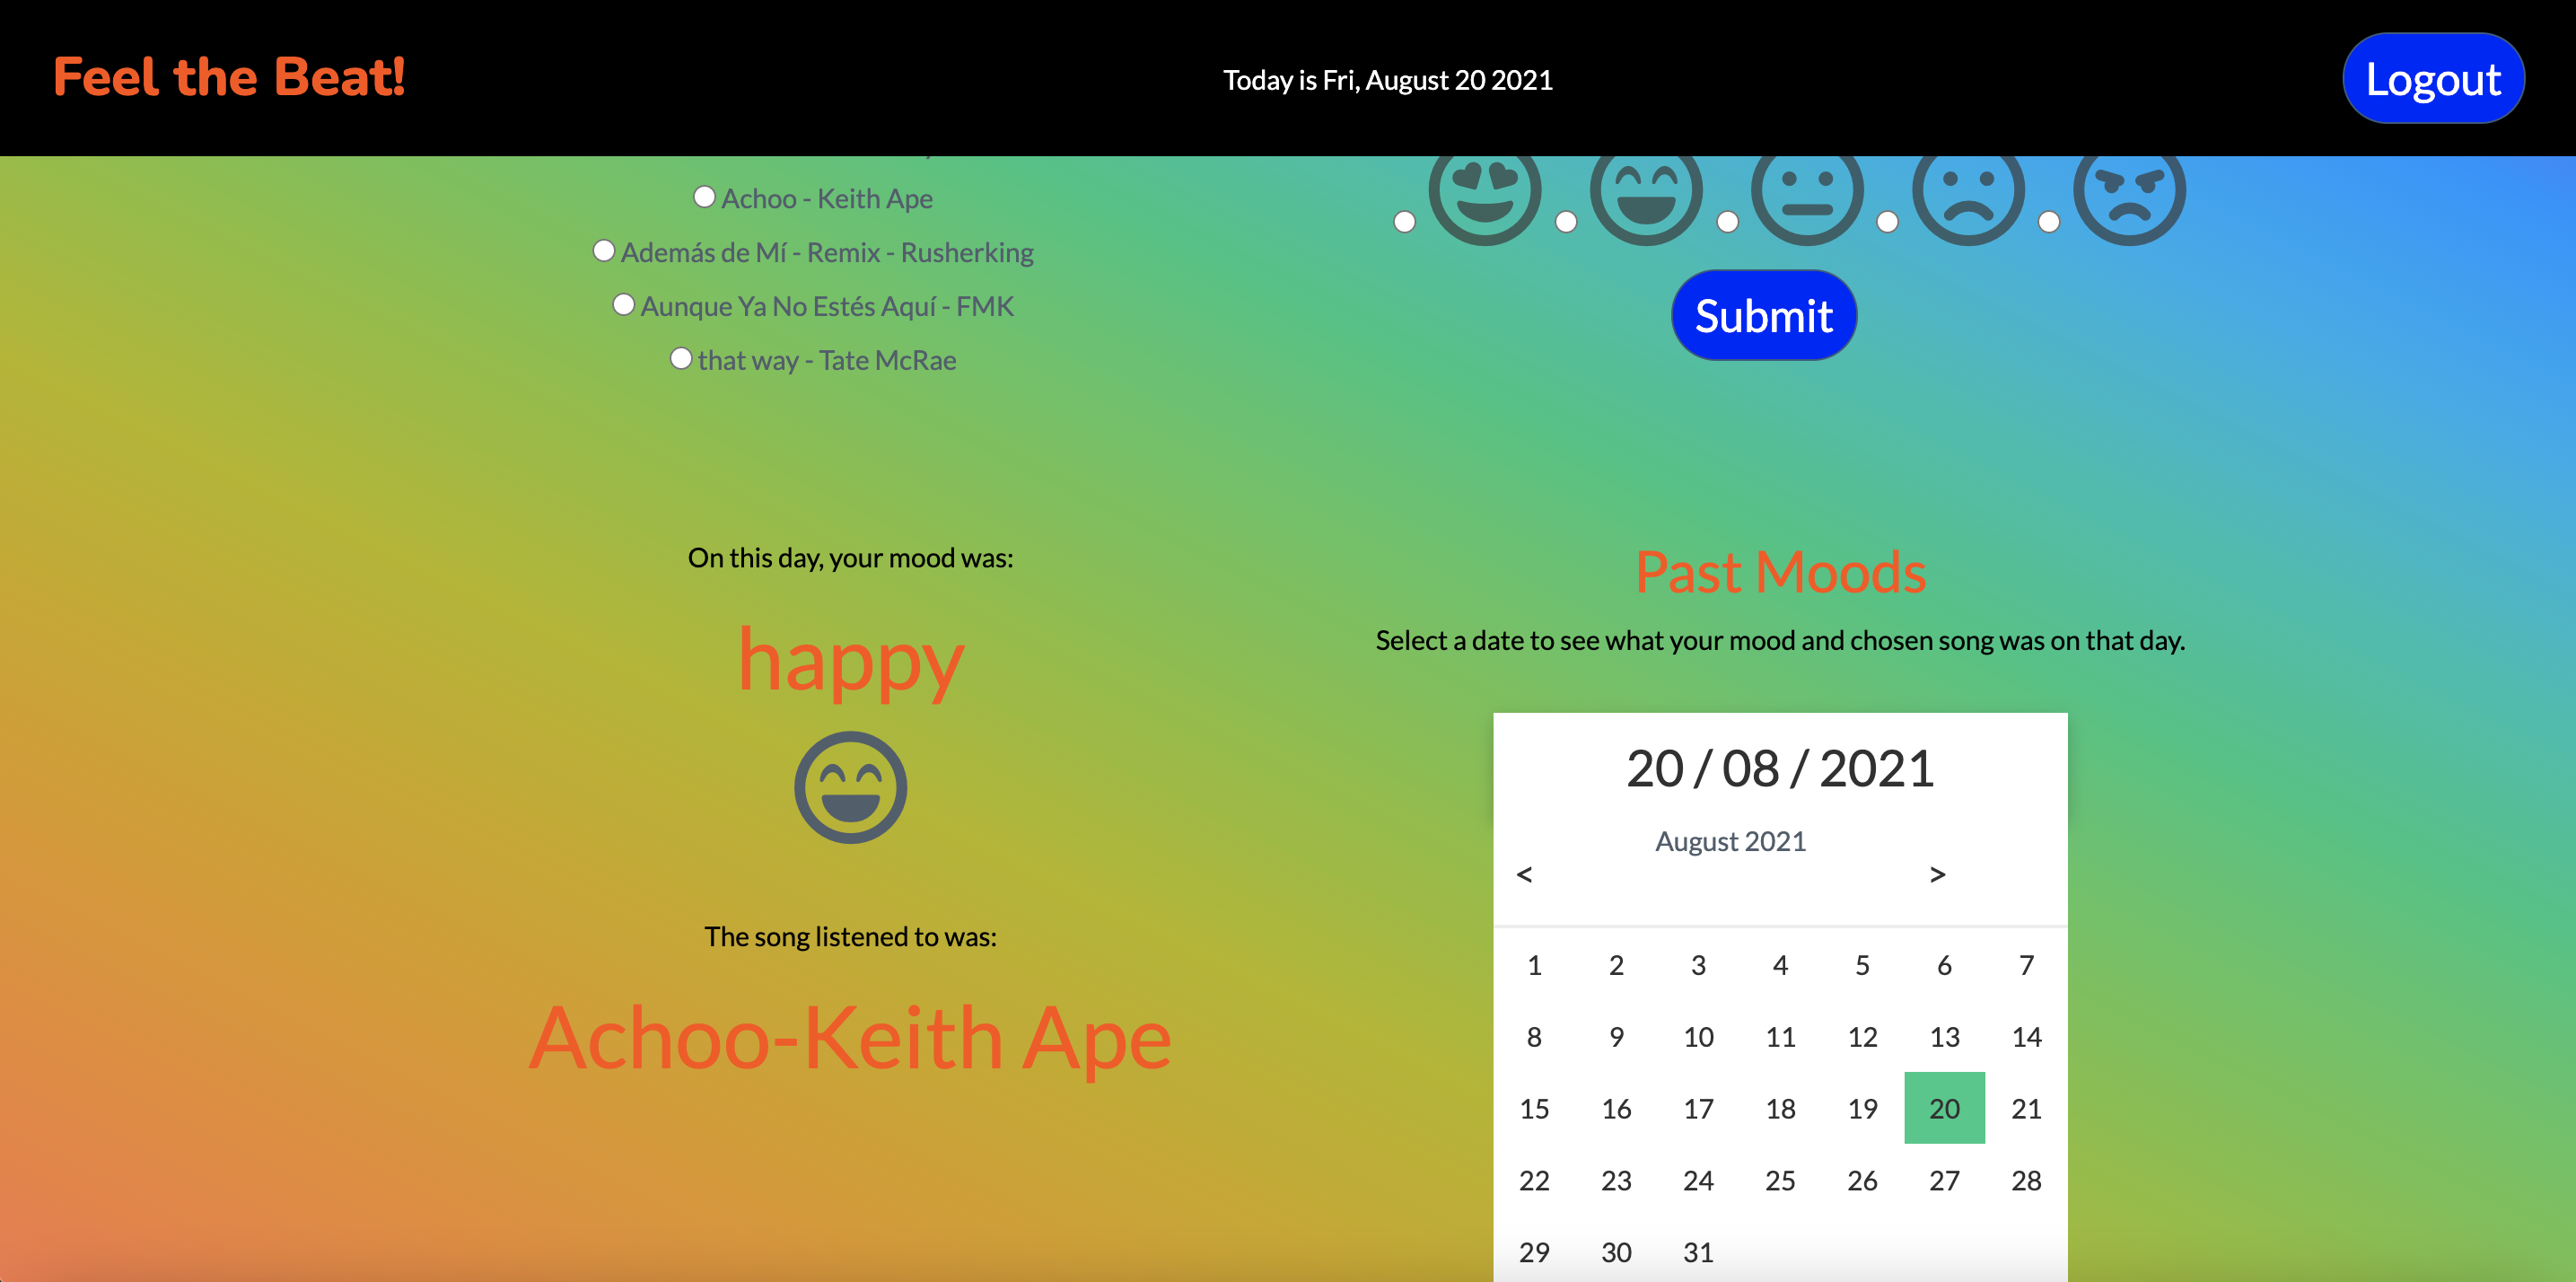 Feel the Beat!
Today is Fri, August 20 2021
Logout
Achoo - Keith Ape
Además de Mí - Remix - Rusherking
Aunque Ya No Estés Aquí - FMK
that way - Tate McRae
Submit
On this day, your mood was:
happy
The song listened to was:
Achoo-Keith Ape
Past Moods
Select a date to see what your mood and chosen song was on that day.
20 / 08 / 2021
August 2021
< >
1 2 3 4 5 6 7
8 9 10 11 12 13 14
15 16 17 18 19 20 21
22 23 24 25 26 27 28
29 30 31